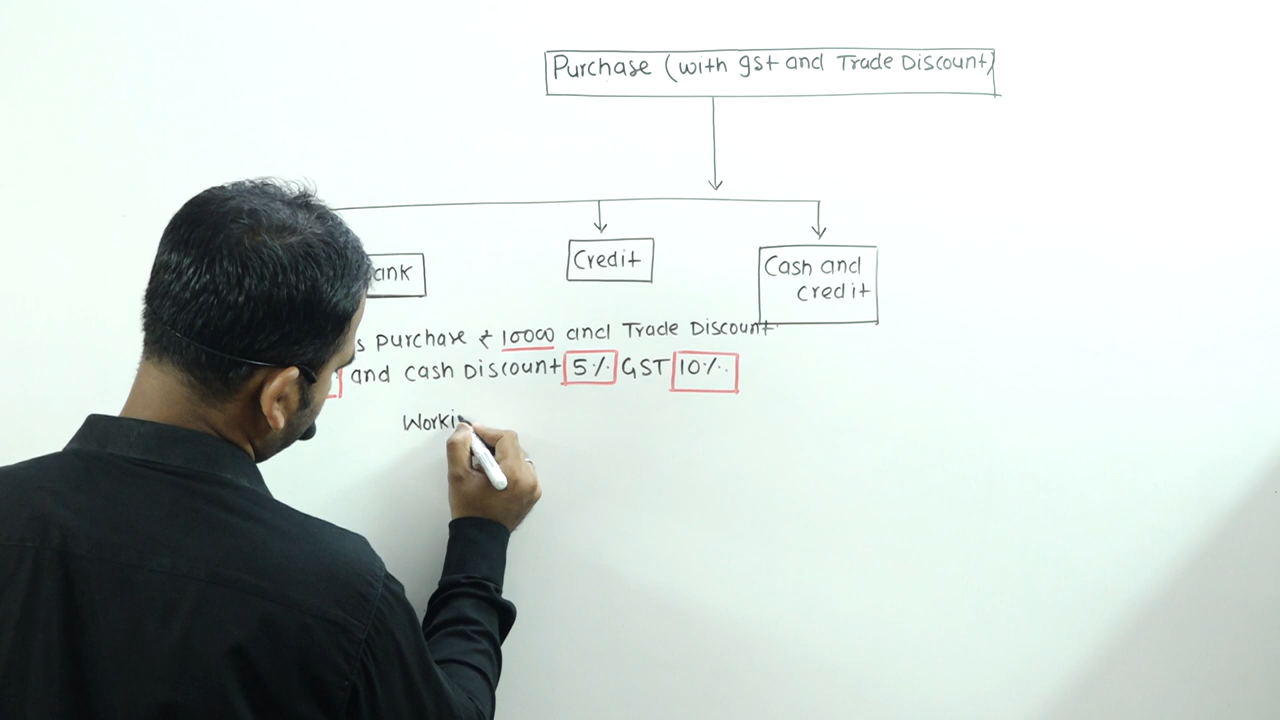 Purchase (with gst and Trade Discount)
ank
Credit
Cash and
credit
s purchase ₹ 10000 and Trade Discount
and cash Discount 5% GST 10%.
Worki